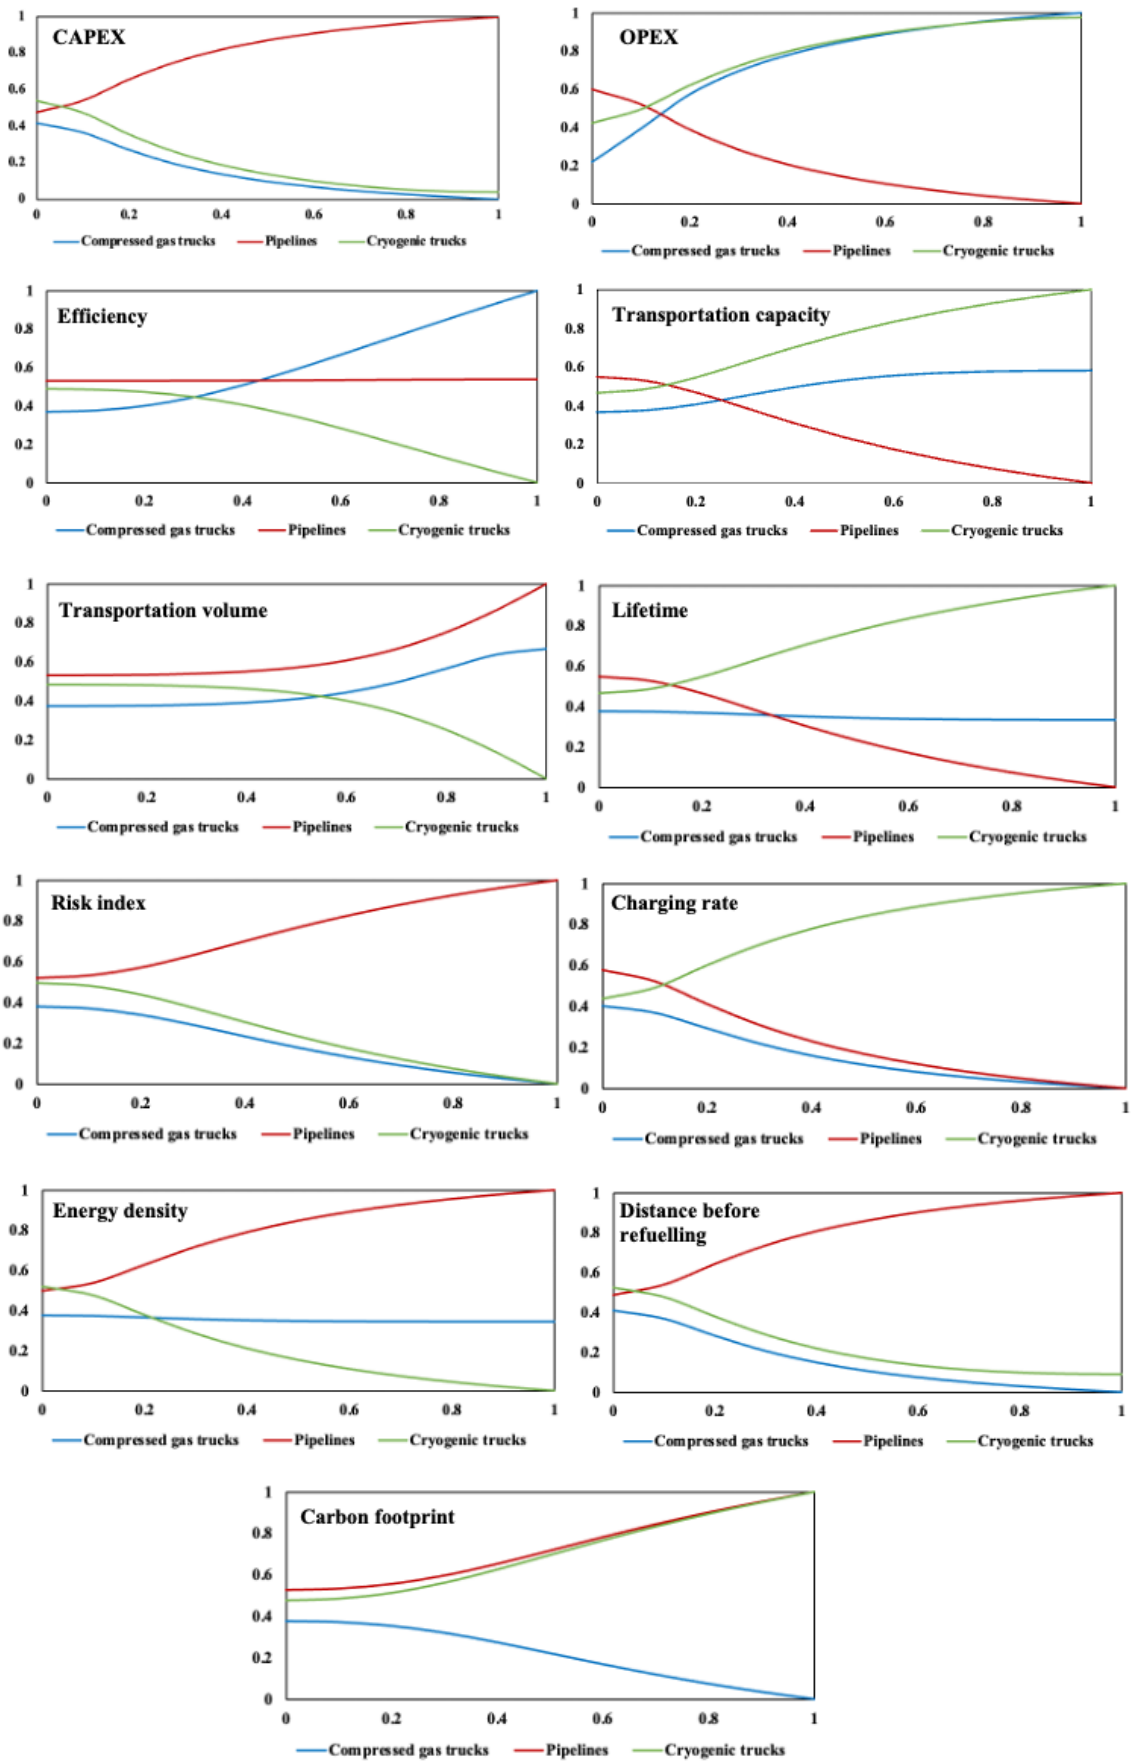 CAPEX
1
0.8
0.6
0.4
0.2
0
0 0.2 0.4 0.6 0.8 1
Compressed gas trucks Pipelines Cryogenic trucks
OPEX
1
0.8
0.6
0.4
0.2
0
0 0.2 0.4 0.6 0.8 1
Compressed gas trucks Pipelines Cryogenic trucks
Efficiency
1
0.8
0.6
0.4
0.2
0
0 0.2 0.4 0.6 0.8 1
Compressed gas trucks Pipelines Cryogenic trucks
Transportation capacity
1
0.8
0.6
0.4
0.2
0
0 0.2 0.4 0.6 0.8 1
Compressed gas trucks Pipelines Cryogenic trucks
Transportation volume
1
0.8
0.6
0.4
0.2
0
0 0.2 0.4 0.6 0.8 1
Compressed gas trucks Pipelines Cryogenic trucks
Lifetime
1
0.8
0.6
0.4
0.2
0
0 0.2 0.4 0.6 0.8 1
Compressed gas trucks Pipelines Cryogenic trucks
Risk index
1
0.8
0.6
0.4
0.2
0
0 0.2 0.4 0.6 0.8 1
Compressed gas trucks Pipelines Cryogenic trucks
Charging rate
1
0.8
0.6
0.4
0.2
0
0 0.2 0.4 0.6 0.8 1
Compressed gas trucks Pipelines Cryogenic trucks
Energy density
1
0.8
0.6
0.4
0.2
0
0 0.2 0.4 0.6 0.8 1
Compressed gas trucks Pipelines Cryogenic trucks
Distance before
refuelling
1
0.8
0.6
0.4
0.2
0
0 0.2 0.4 0.6 0.8 1
Compressed gas trucks Pipelines Cryogenic trucks
Carbon footprint
1
0.8
0.6
0.4
0.2
0
0 0.2 0.4 0.6 0.8 1
Compressed gas trucks Pipelines Cryogenic trucks